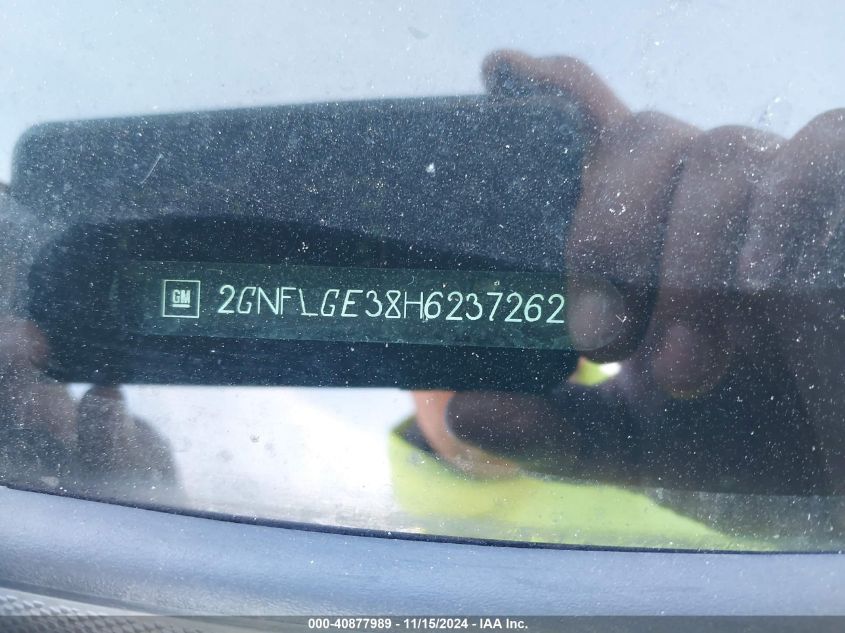 GM 2GNFLGE38H6237262
000-40877989 - 11/15/2024 - IAA Inc.